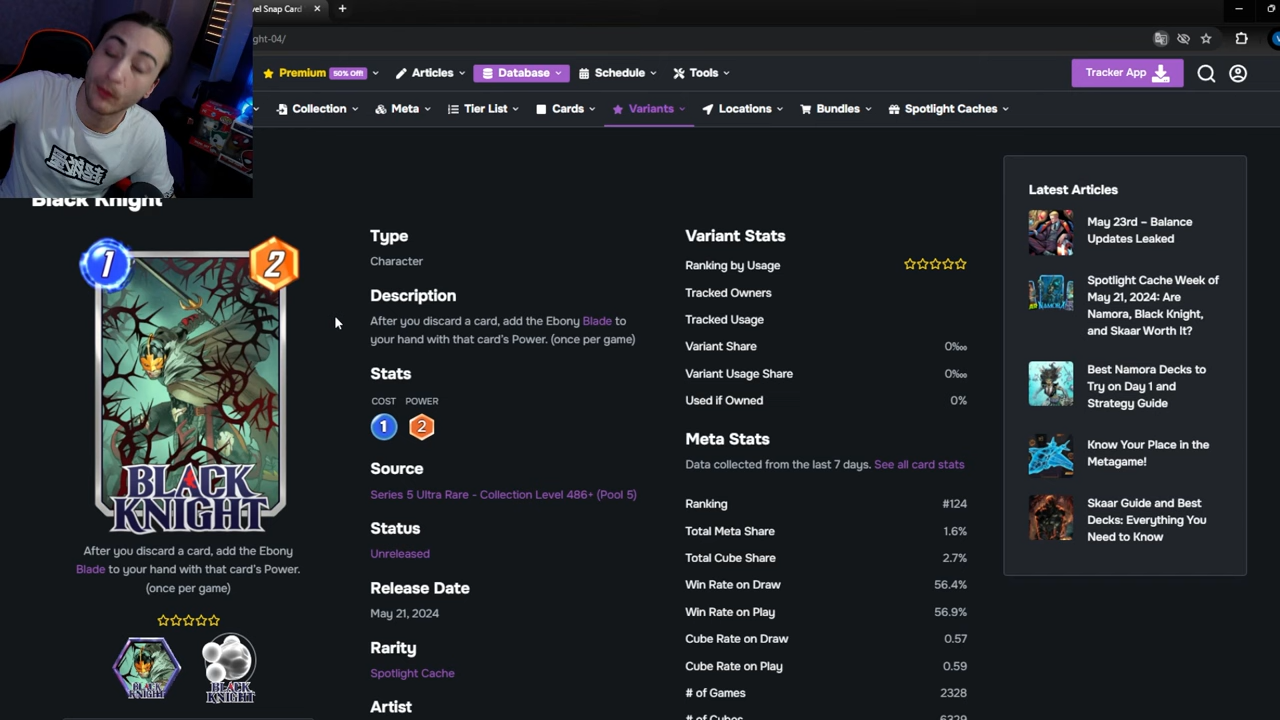 vel Snap Card
ght-04/
Premium 50% Off!
Articles
Database
Schedule
Tools
Tracker App
Collection
Meta
Tier List
Cards
Variants
Locations
Bundles
Spotlight Caches
Black Knight
1
2
BLACK
KNIGHT
After you discard a card, add the Ebony
Blade to your hand with that card's Power.
(once per game)
BLACK
KNIGHT
BLACK
KNIGHT
Type
Character
Description
After you discard a card, add the Ebony Blade to
your hand with that card's Power. (once per game)
Stats
COST POWER
1 2
Source
Series 5 Ultra Rare - Collection Level 486+ (Pool 5)
Status
Unreleased
Release Date
May 21, 2024
Rarity
Spotlight Cache
Artist
Variant Stats
Ranking by Usage
Tracked Owners
Tracked Usage
Variant Share 0‱
Variant Usage Share 0‱
Used if Owned 0%
Meta Stats
Data collected from the last 7 days. See all card stats
Ranking #124
Total Meta Share 1.6%
Total Cube Share 2.7%
Win Rate on Draw 56.4%
Win Rate on Play 56.9%
Cube Rate on Draw 0.57
Cube Rate on Play 0.59
# of Games 2328
# of Cubes 6329
Latest Articles
May 23rd – Balance
Updates Leaked
Spotlight Cache Week of
May 21, 2024: Are
Namora, Black Knight,
and Skaar Worth It?
Best Namora Decks to
Try on Day 1 and
Strategy Guide
Know Your Place in the
Metagame!
Skaar Guide and Best
Decks: Everything You
Need to Know